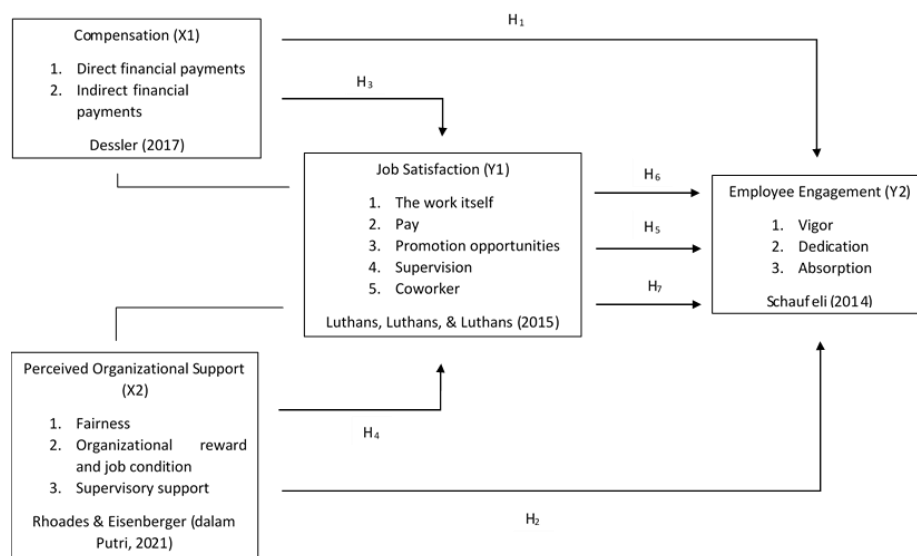 H1
Compensation (X1)
1. Direct financial payments
2. Indirect financial
payments
Dessler (2017)
H3
Job Satisfaction (Y1)
1. The work itself
2. Pay
3. Promotion opportunities
4. Supervision
5. Coworker
Luthans, Luthans, & Luthans (2015)
H6
H5
H7
Employee Engagement (Y2)
1. Vigor
2. Dedication
3. Absorption
Schaufeli (2014)
Perceived Organizational Support
(X2)
1. Fairness
2. Organizational reward
and job condition
3. Supervisory support
Rhoades & Eisenberger (dalam
Putri, 2021)
H4
H2